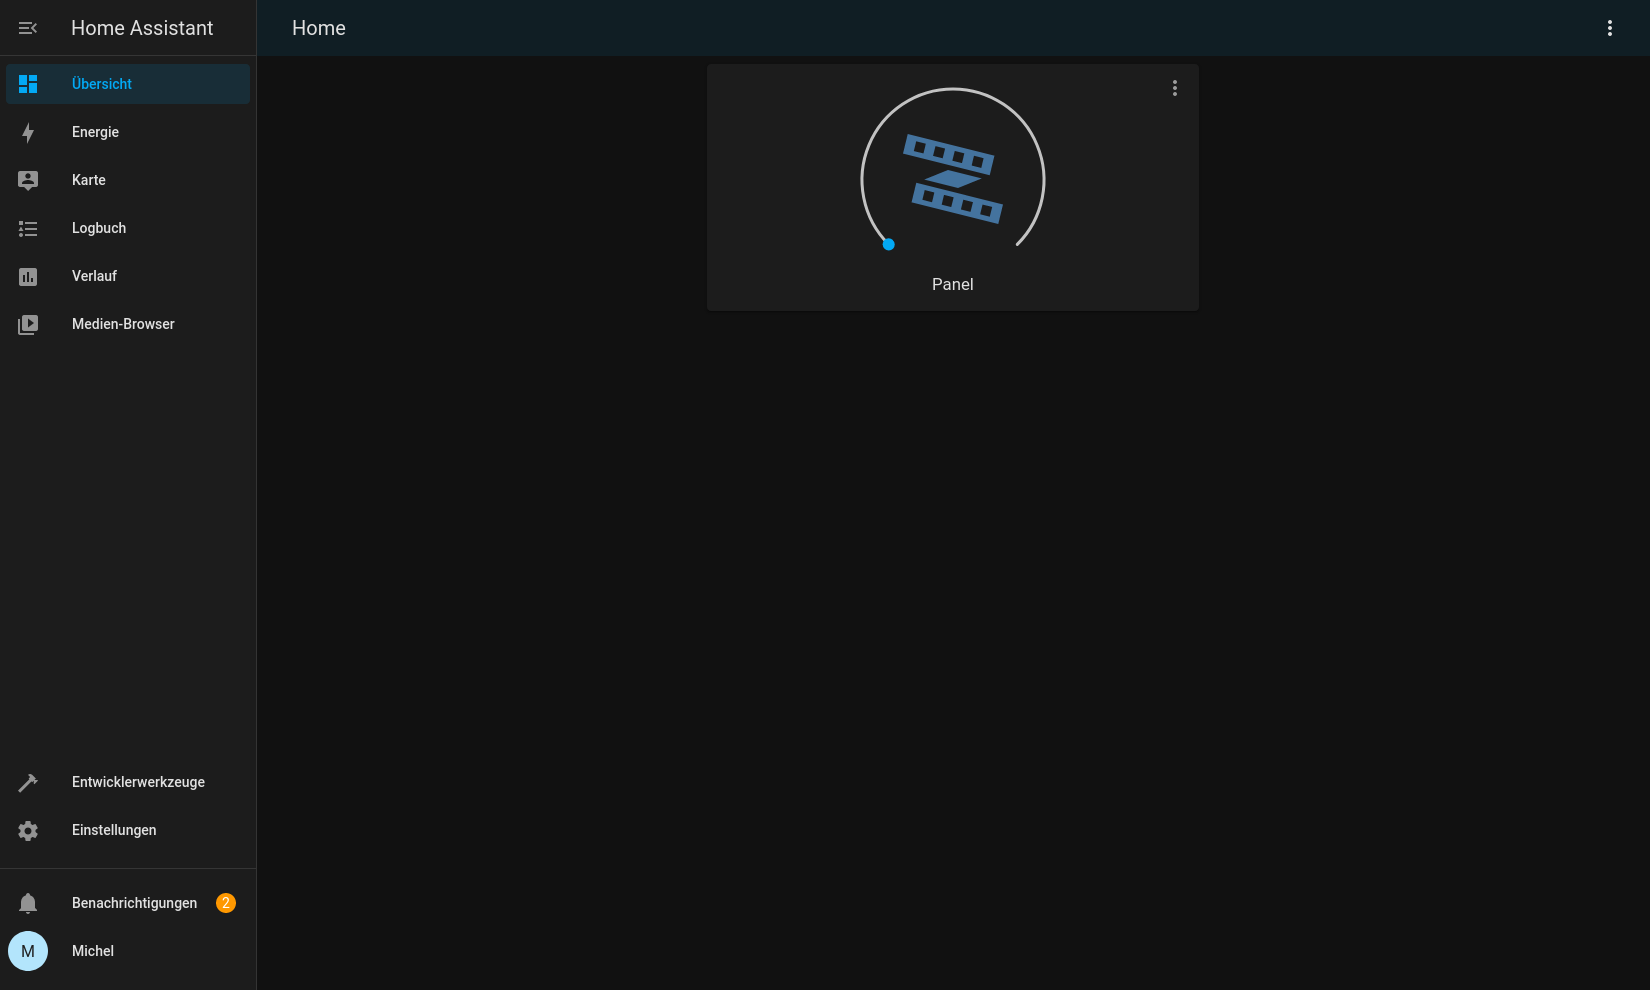 Home Assistant
Home
Übersicht
Energie
Karte
Logbuch
Verlauf
Medien-Browser
Panel
Entwicklerwerkzeuge
Einstellungen
Benachrichtigungen 2
M Michel